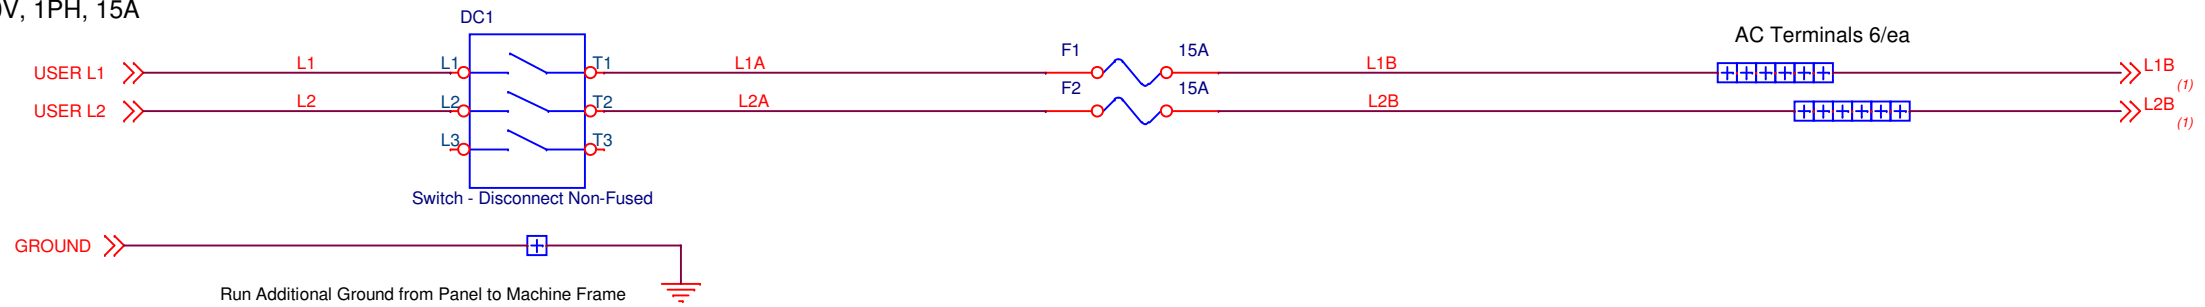 V, 1PH, 15A
DC1
AC Terminals 6/ea
F1 15A
USER L1 L1 L1 T1 L1A L1B L1B
(1)
F2 15A
USER L2 L2 L2 T2 L2A L2B L2B
(1)
L3 T3
Switch - Disconnect Non-Fused
GROUND
Run Additional Ground from Panel to Machine Frame